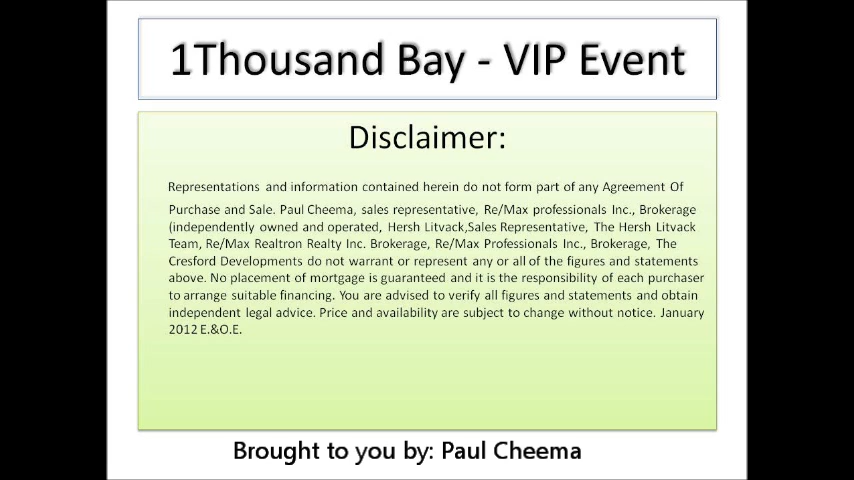 1Thousand Bay - VIP Event
Disclaimer:
Representations and information contained herein do not form part of any Agreement Of
Purchase and Sale. Paul Cheema, sales representative, Re/Max professionals Inc., Brokerage
(independently owned and operated, Hersh Litvack,Sales Representative, The Hersh Litvack
Team, Re/Max Realtron Realty Inc. Brokerage, Re/Max Professionals Inc., Brokerage, The
Cresford Developments do not warrant or represent any or all of the figures and statements
above. No placement of mortgage is guaranteed and it is the responsibility of each purchaser
to arrange suitable financing. You are advised to verify all figures and statements and obtain
independent legal advice. Price and availability are subject to change without notice. January
2012 E.&O.E.
Brought to you by: Paul Cheema